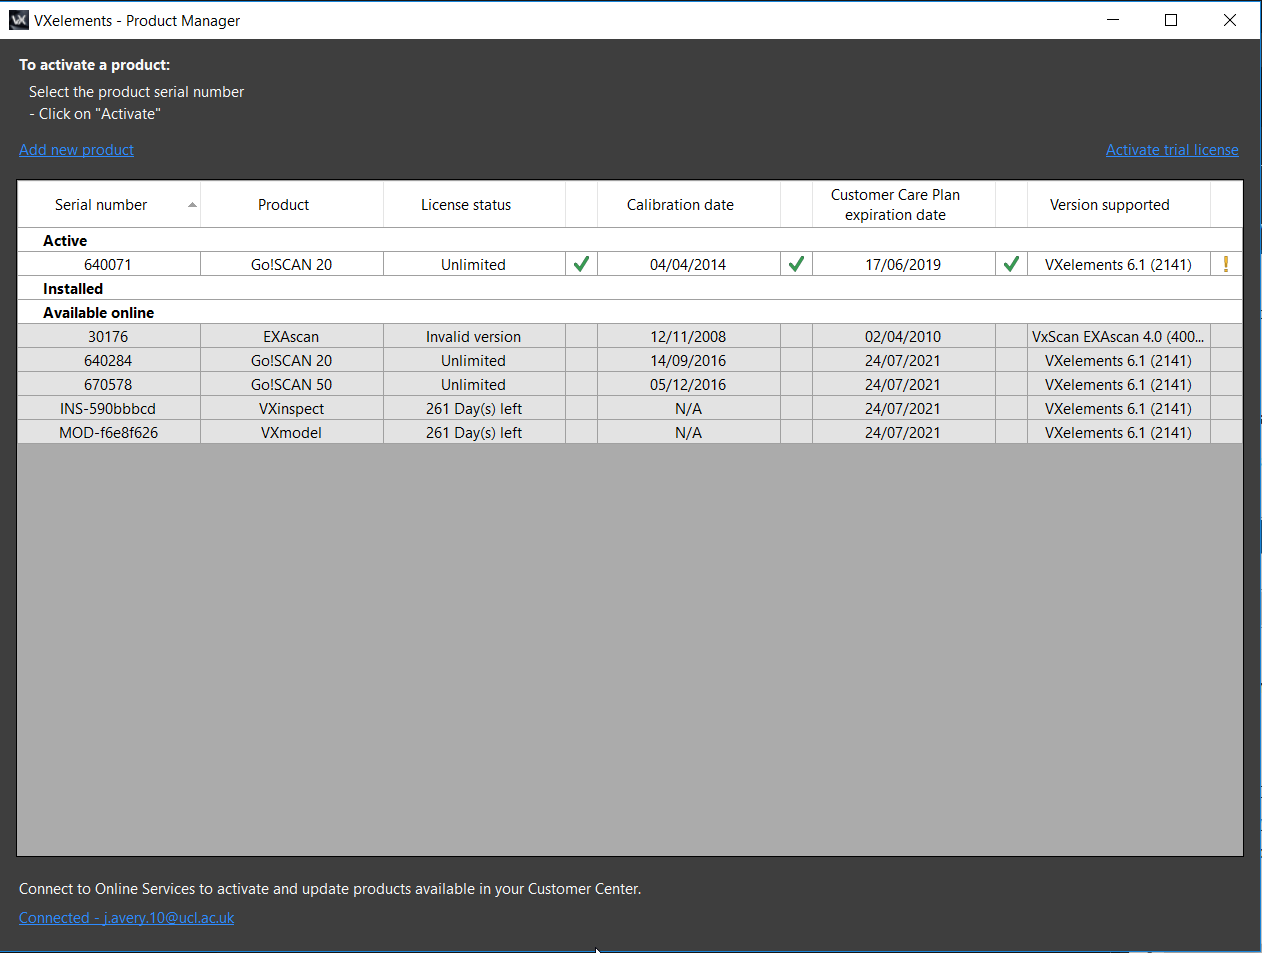 VXelements - Product Manager
To activate a product:
Select the product serial number
- Click on "Activate"
Add new product
Activate trial license
Serial number Product License status Calibration date Customer Care Plan expiration date Version supported
Active
640071 Go!SCAN 20 Unlimited 04/04/2014 17/06/2019 VXelements 6.1 (2141)
Installed
Available online
30176 EXAscan Invalid version 12/11/2008 02/04/2010 VxScan EXAscan 4.0 (400...
640284 Go!SCAN 20 Unlimited 14/09/2016 24/07/2021 VXelements 6.1 (2141)
670578 Go!SCAN 50 Unlimited 05/12/2016 24/07/2021 VXelements 6.1 (2141)
INS-590bbbcd VXinspect 261 Day(s) left N/A 24/07/2021 VXelements 6.1 (2141)
MOD-f6e8f626 VXmodel 261 Day(s) left N/A 24/07/2021 VXelements 6.1 (2141)
Connect to Online Services to activate and update products available in your Customer Center.
Connected - j.avery.10@ucl.ac.uk